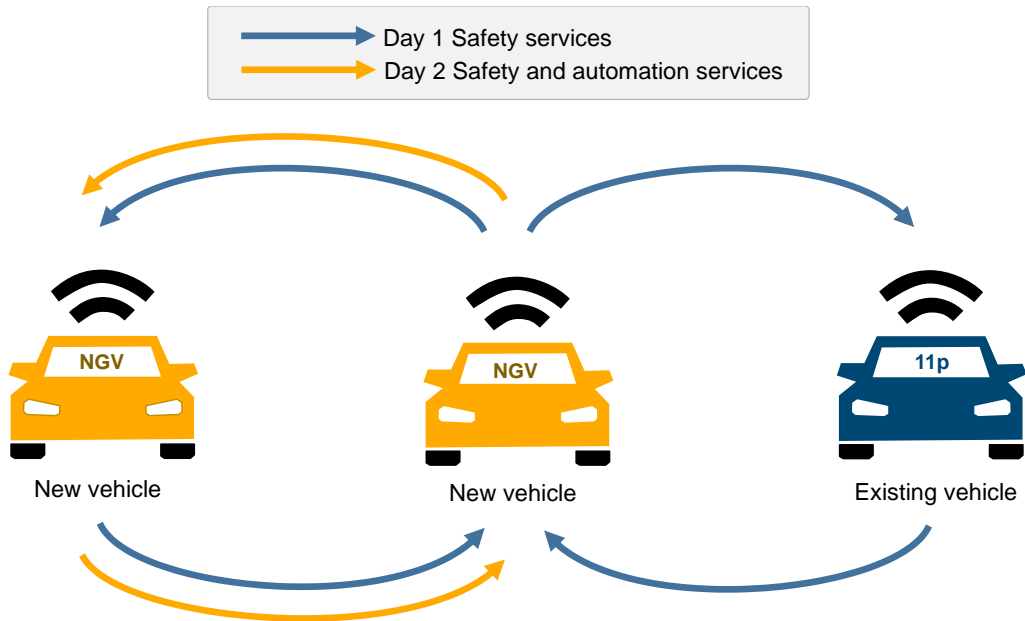 Day 1 Safety services
Day 2 Safety and automation services
NGV
NGV
11p
New vehicle
New vehicle
Existing vehicle